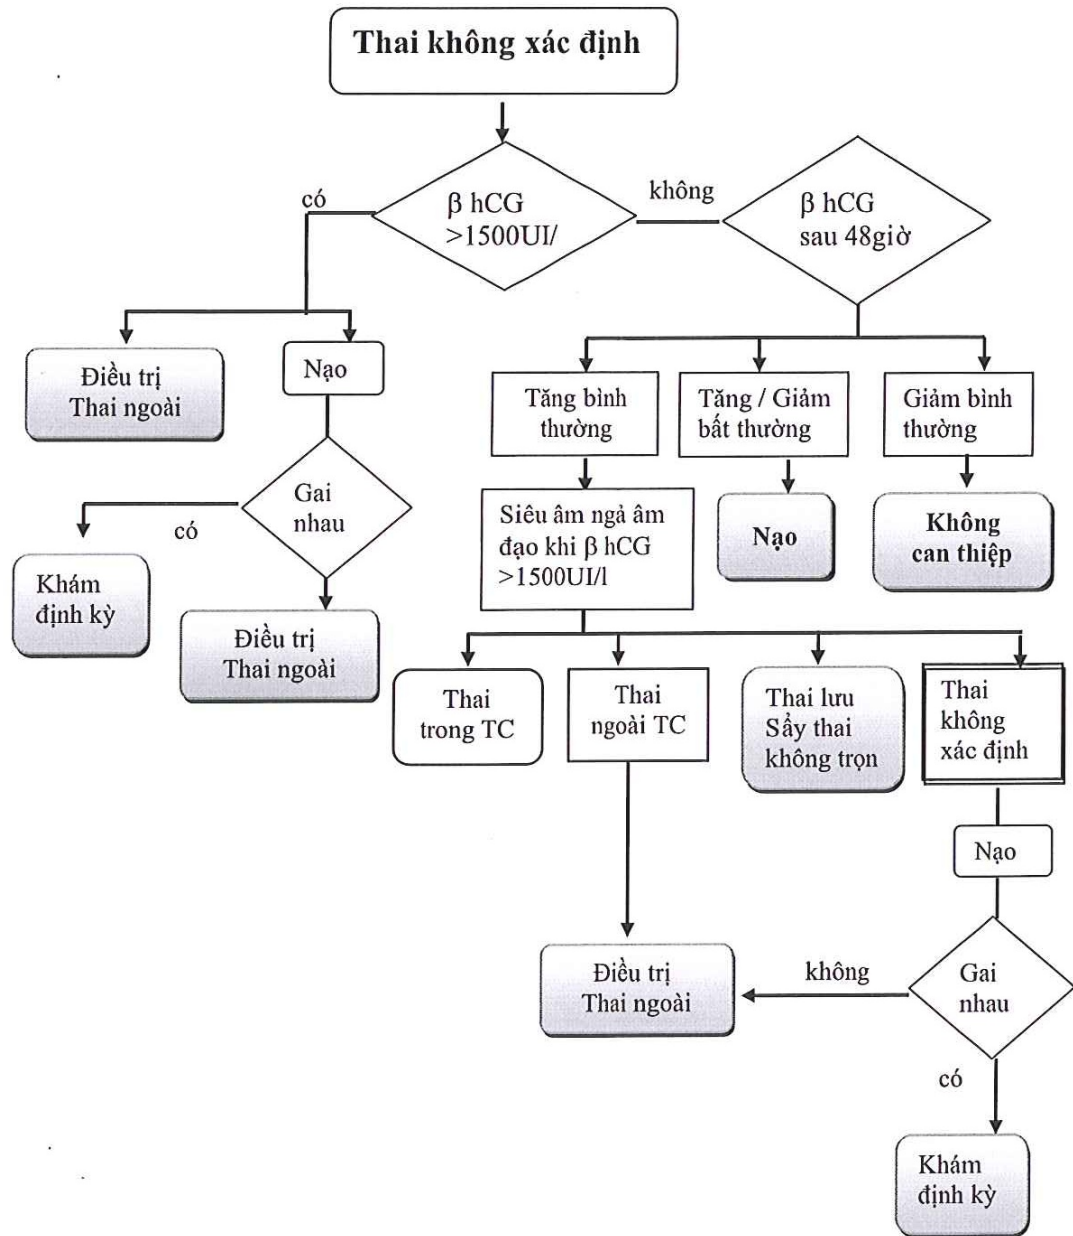 Thai không xác định
có
β hCG
>1500UI/
không
β hCG
sau 48giờ
Điều trị
Thai ngoài
Nạo
Tăng bình
thường
Tăng / Giảm
bất thường
Giảm bình
thường
có
Gai
nhau
Siêu âm ngả âm
đạo khi β hCG
>1500UI/l
Nạo
Không
can thiệp
Khám
định kỳ
Điều trị
Thai ngoài
Thai
trong TC
Thai
ngoài TC
Thai lưu
Sẩy thai
không trọn
Thai
không
xác định
Nạo
Điều trị
Thai ngoài
không
Gai
nhau
có
Khám
định kỳ